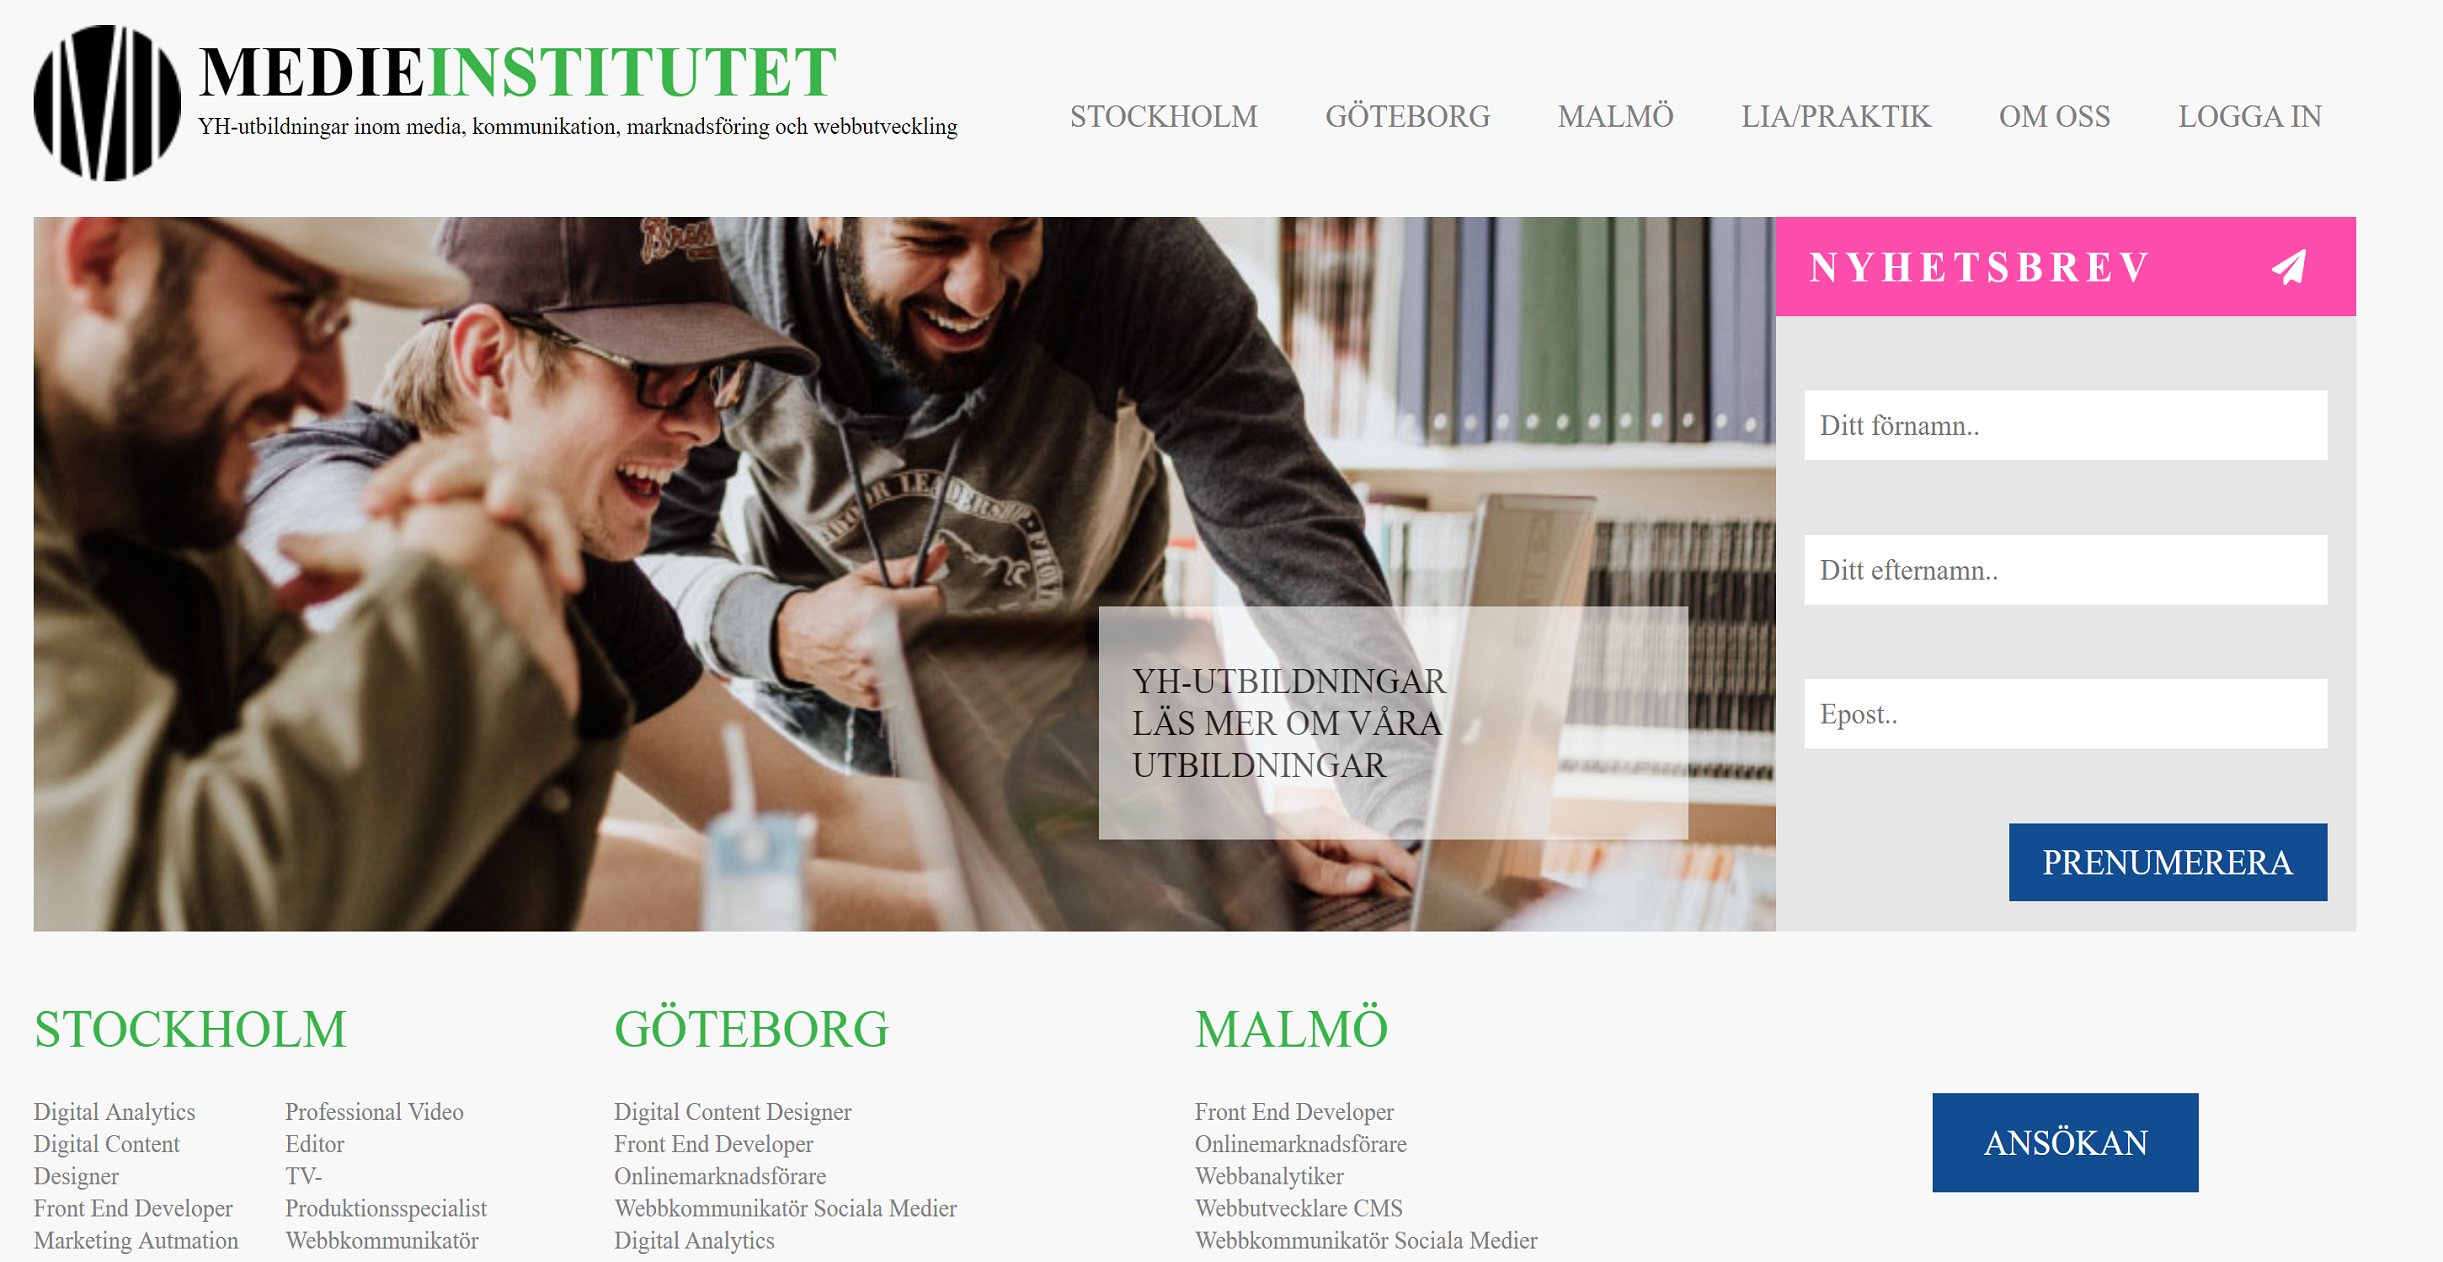 MEDIEINSTITUTET
YH-utbildningar inom media, kommunikation, marknadsföring och webbutveckling
STOCKHOLM GÖTEBORG MALMÖ LIA/PRAKTIK OM OSS LOGGA IN
NYHETSBREV
Ditt förnamn..
Ditt efternamn..
Epost..
PRENUMERERA
YH-UTBILDNINGAR
LÄS MER OM VÅRA
UTBILDNINGAR
STOCKHOLM
Digital Analytics
Digital Content
Designer
Front End Developer
Marketing Autmation
Professional Video
Editor
TV-
Produktionsspecialist
Webbkommunikatör
GÖTEBORG
Digital Content Designer
Front End Developer
Onlinemarknadsförare
Webbkommunikatör Sociala Medier
Digital Analytics
MALMÖ
Front End Developer
Onlinemarknadsförare
Webbanalytiker
Webbutvecklare CMS
Webbkommunikatör Sociala Medier
ANSÖKAN